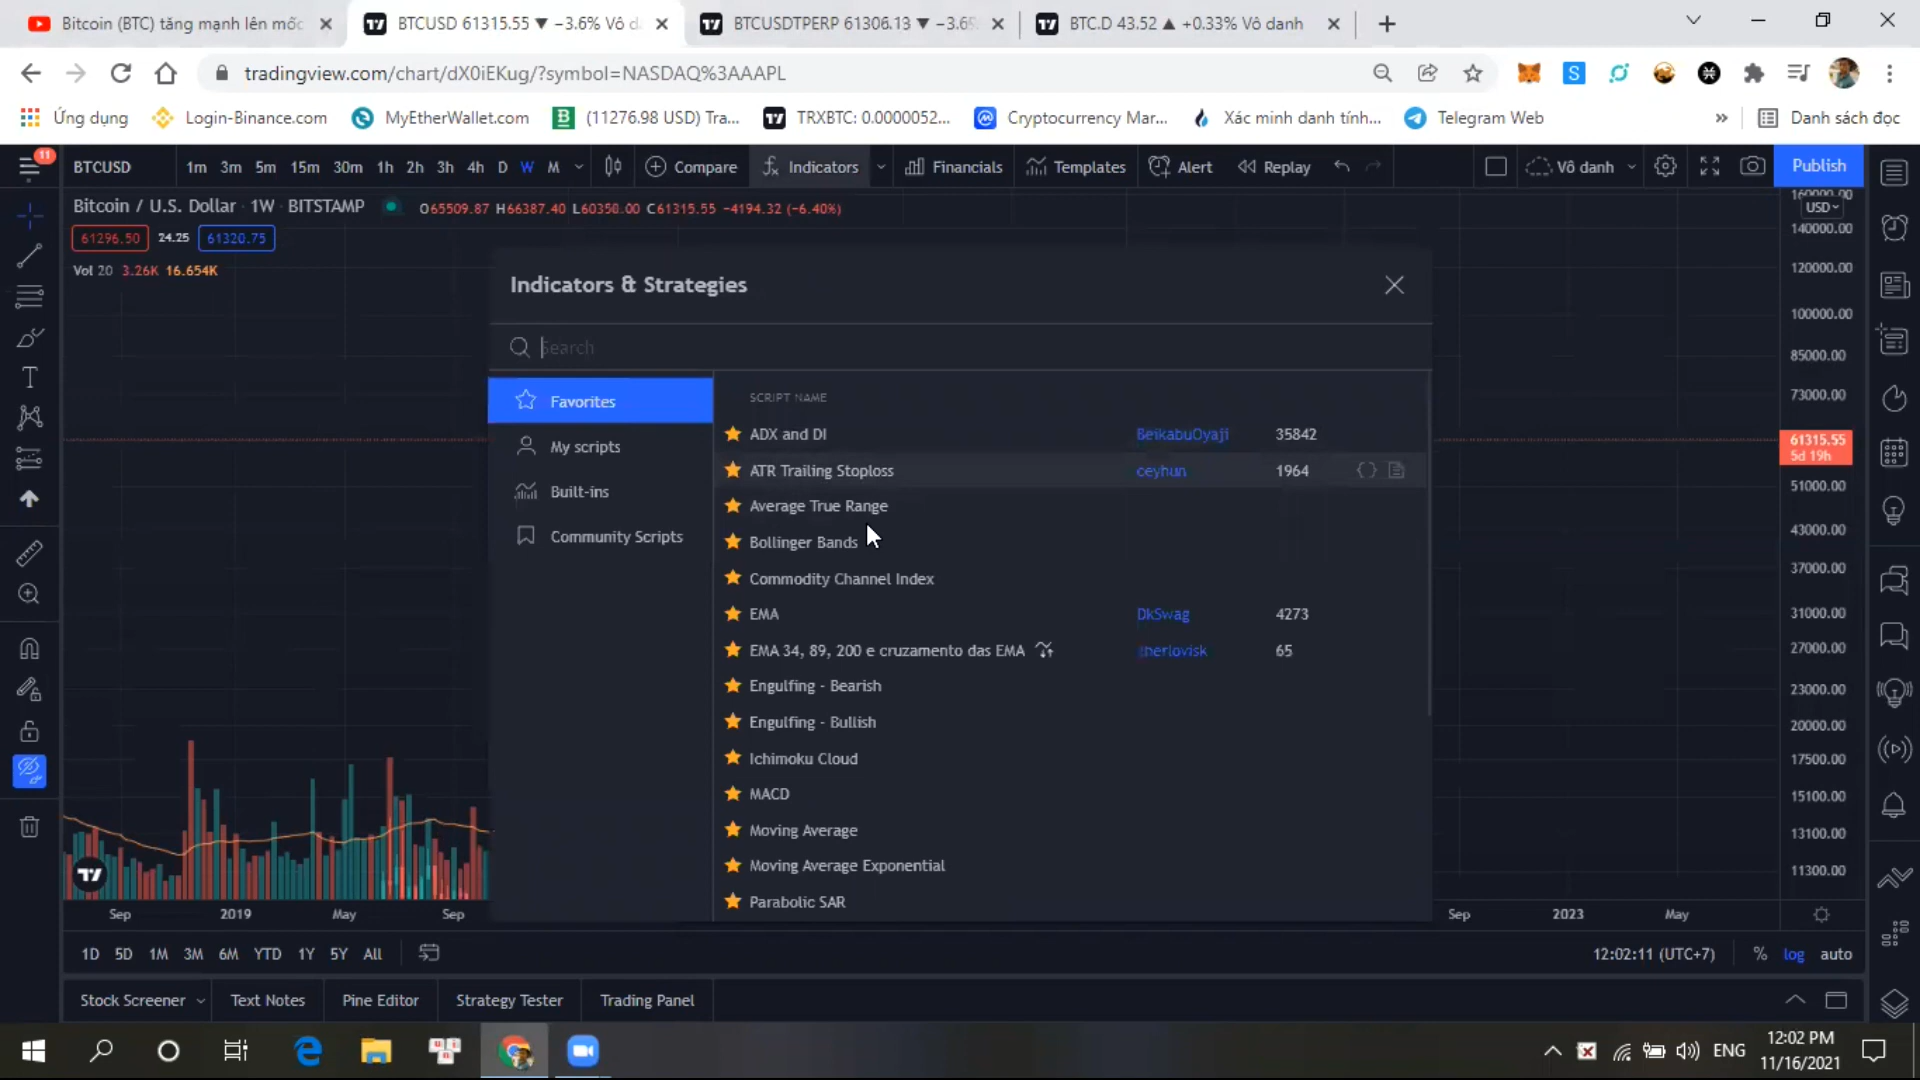 Bitcoin (BTC) tăng mạnh lên mốc
BTCUSD 61315.55 ▼ −3.6% Vô d
BTCUSDTPERP 61306.13 ▼ −3.6
BTC.D 43.52 ▲ +0.33% Vô danh
tradingview.com/chart/dX0iEKug/?symbol=NASDAQ%3AAAPL
Ứng dụng
Login-Binance.com
MyEtherWallet.com
(11276.98 USD) Tra...
TRXBTC: 0.0000052...
Cryptocurrency Mar...
Xác minh danh tính...
Telegram Web
»
Danh sách đọc
11
BTCUSD
1m 3m 5m 15m 30m 1h 2h 3h 4h D W M
Compare
Indicators
Financials
Templates
Alert
Replay
Vô danh
Publish
Bitcoin / U.S. Dollar · 1W · BITSTAMP
O65509.87 H66387.40 L60350.00 C61315.55 −4194.32 (−6.40%)
61296.50 24.25 61320.75
Vol 20 3.26K 16.654K
Indicators & Strategies
Search
Favorites
My scripts
Built-ins
Community Scripts
SCRIPT NAME
ADX and DI BeikabuOyaji 35842
ATR Trailing Stoploss ceyhun 1964
Average True Range
Bollinger Bands
Commodity Channel Index
EMA DkSwag 4273
EMA 34, 89, 200 e cruzamento das EMA therlovisk 65
Engulfing - Bearish
Engulfing - Bullish
Ichimoku Cloud
MACD
Moving Average
Moving Average Exponential
Parabolic SAR
USD
140000.00
120000.00
100000.00
85000.00
73000.00
61315.55
5d 19h
51000.00
43000.00
37000.00
31000.00
27000.00
23000.00
20000.00
17500.00
15100.00
13100.00
11300.00
Sep 2019 May Sep
Sep 2023 May
1D 5D 1M 3M 6M YTD 1Y 5Y All
12:02:11 (UTC+7) % log auto
Stock Screener
Text Notes
Pine Editor
Strategy Tester
Trading Panel
ENG
12:02 PM
11/16/2021